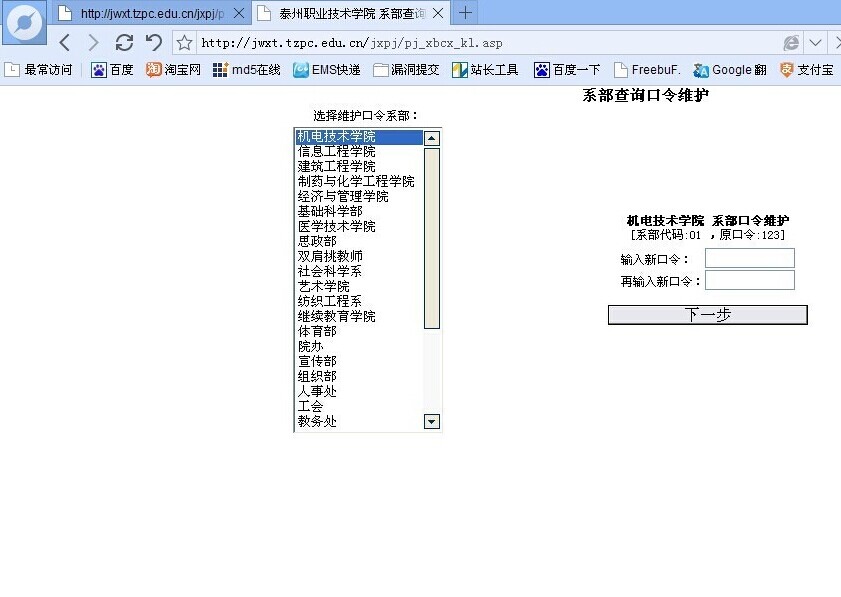 http://jwxt.tzpc.edu.cn/jxpj/p
泰州职业技术学院 系部查询
http://jwxt.tzpc.edu.cn/jxpj/pj_xbcx_kl.asp
最常访问 百度 淘宝网 md5在线 EMS快递 漏洞提交 站长工具 百度一下 FreebuF. Google 翻 支付宝
系部查询口令维护
选择维护口令系部：
机电技术学院
信息工程学院
建筑工程学院
制药与化学工程学院
经济与管理学院
基础科学部
医学技术学院
思政部
双肩挑教师
社会科学系
艺术学院
纺织工程系
继续教育学院
体育部
院办
宣传部
组织部
人事处
工会
教务处
机电技术学院 系部口令维护
[系部代码:01 ，原口令:123]
输入新口令：
再输入新口令：
下一步